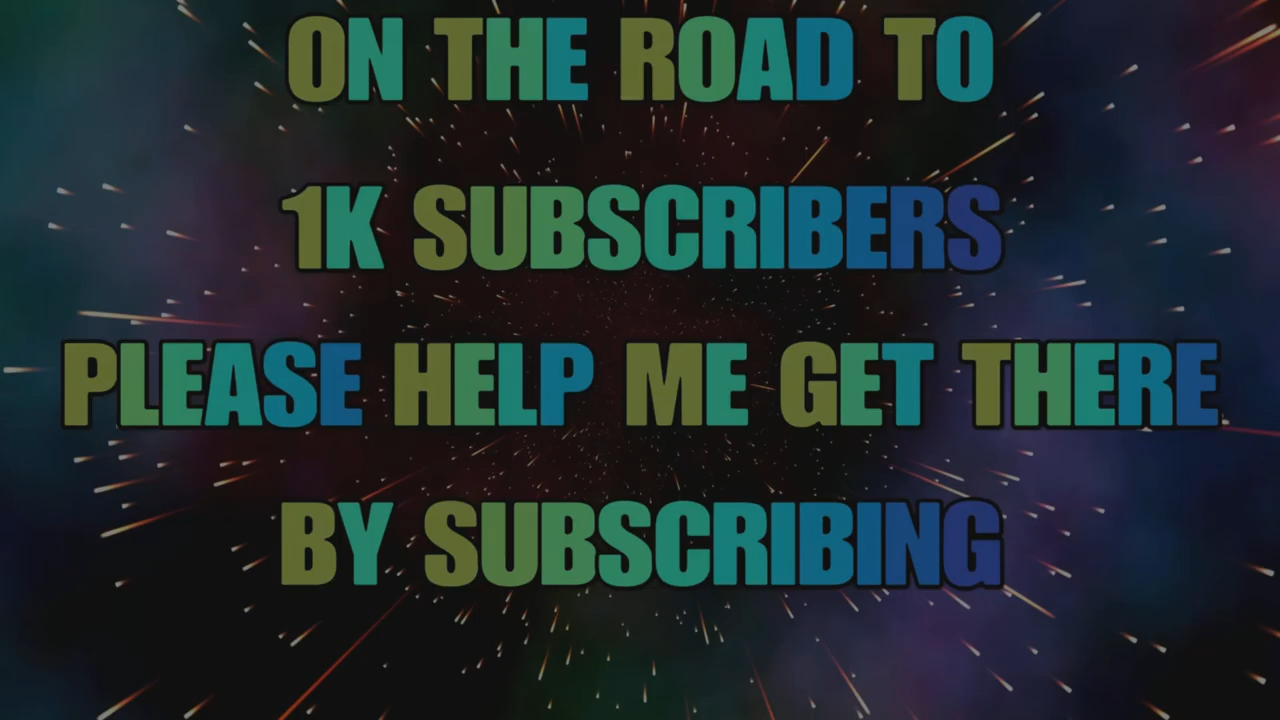 ON THE ROAD TO
1K SUBSCRIBERS
PLEASE HELP ME GET THERE
BY SUBSCRIBING